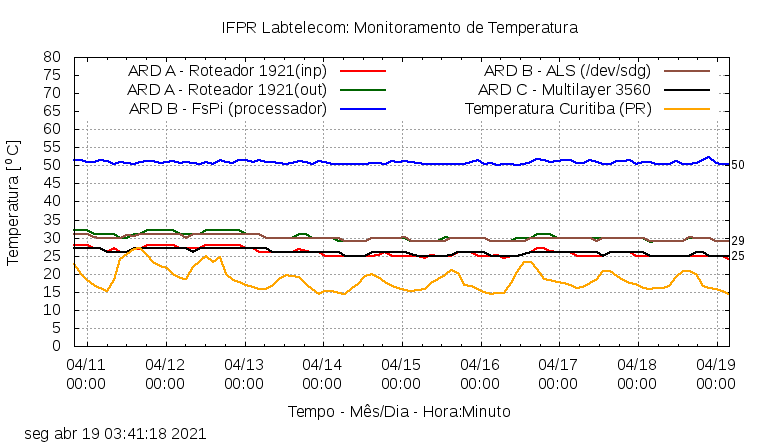 IFPR Labtelecom: Monitoramento de Temperatura
Temperatura [ºC]
80
75
70
65
60
55
50
45
40
35
30
25
20
15
10
5
0
ARD A - Roteador 1921(inp)
ARD A - Roteador 1921(out)
ARD B - FsPi (processador)
ARD B - ALS (/dev/sdg)
ARD C - Multilayer 3560
Temperatura Curitiba (PR)
50
29
25
04/11 04/12 04/13 04/14 04/15 04/16 04/17 04/18 04/19
00:00 00:00 00:00 00:00 00:00 00:00 00:00 00:00 00:00
Tempo - Mês/Dia - Hora:Minuto
seg abr 19 03:41:18 2021